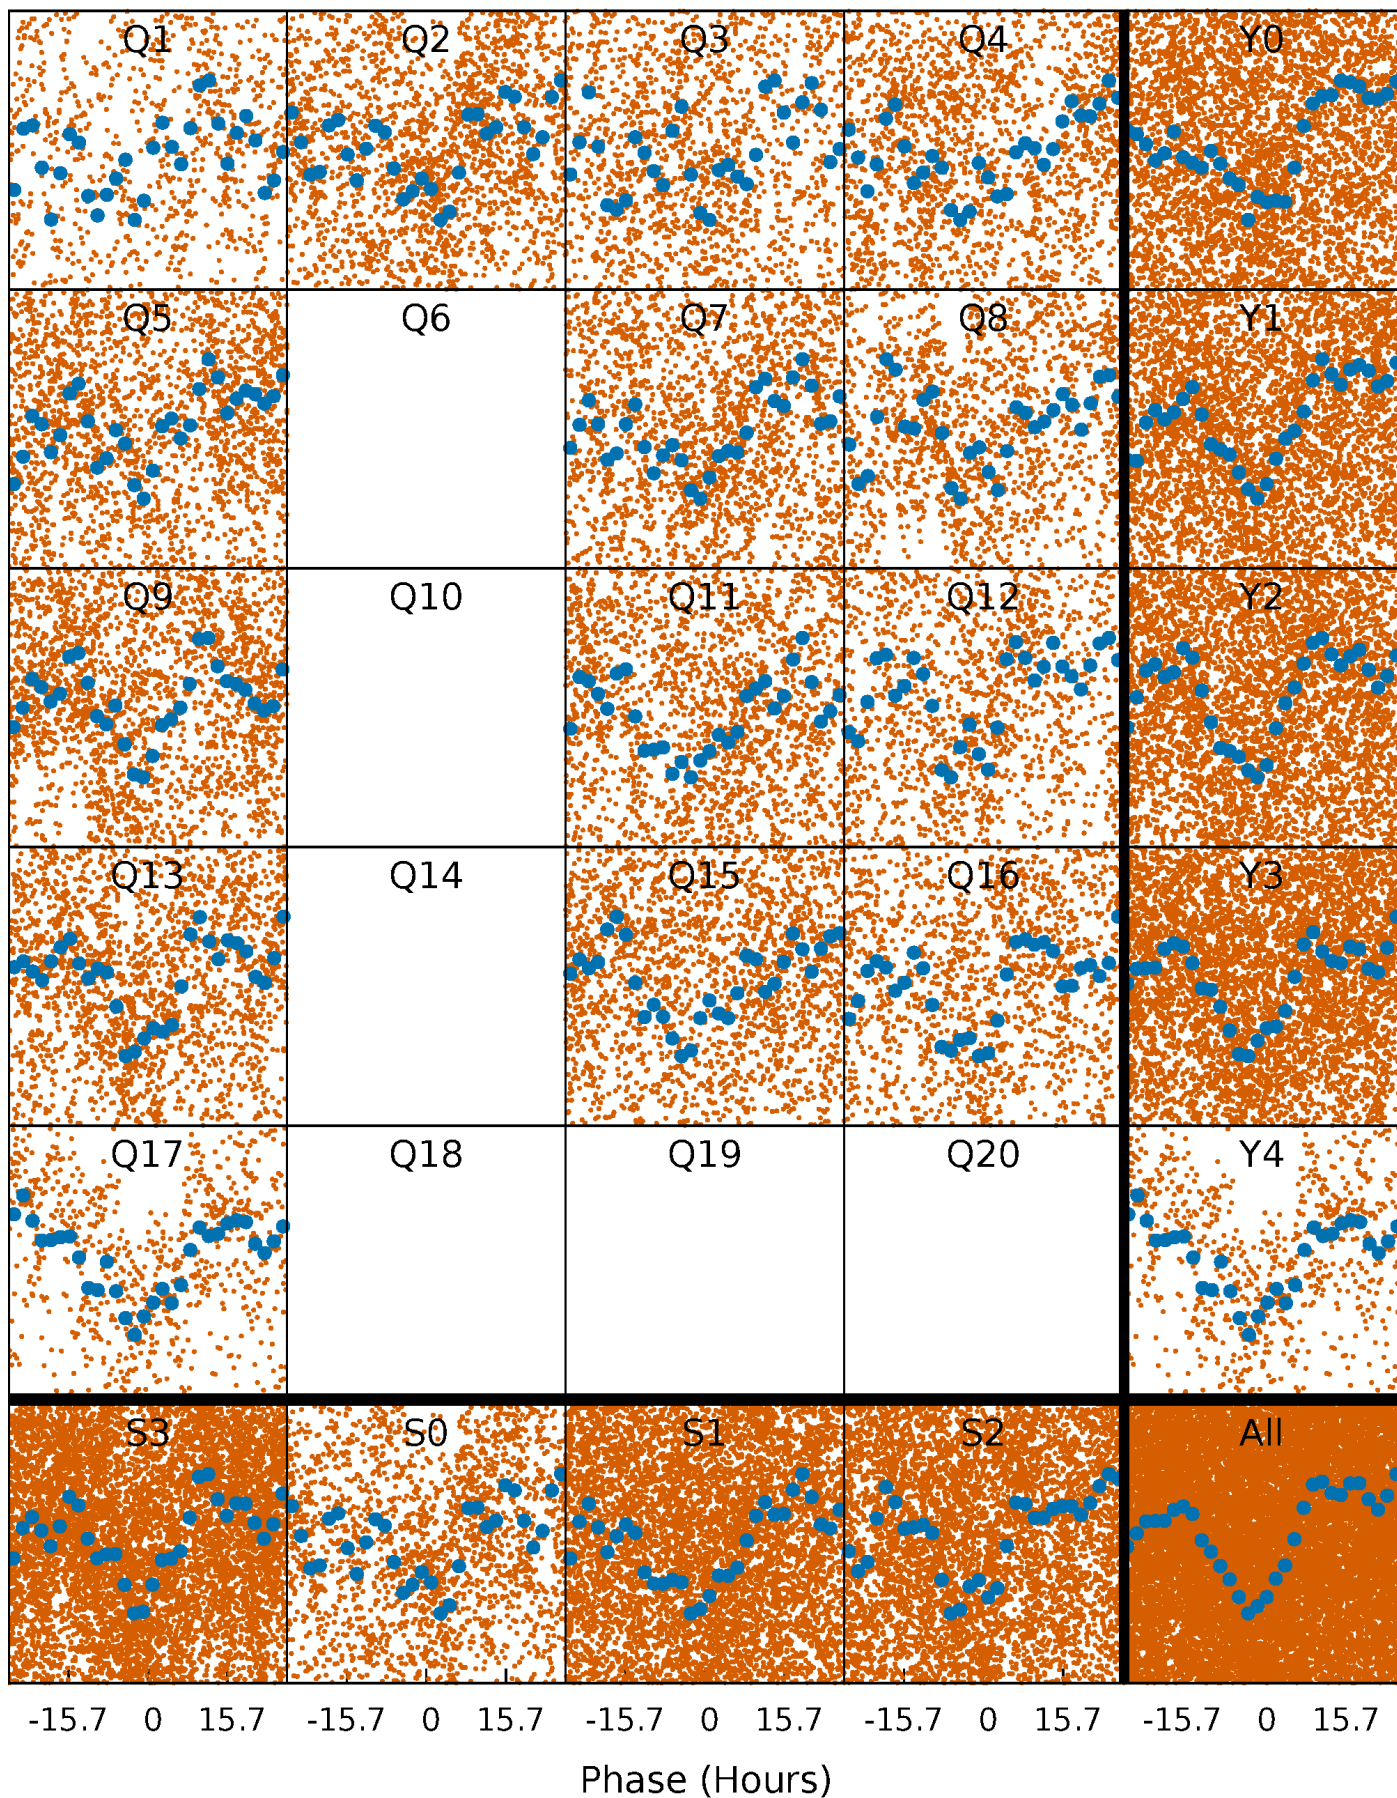 Q1 Q2 Q3 Q4 Y0
Q5 Q6 Q7 Q8 Y1
Q9 Q10 Q11 Q12 Y2
Q13 Q14 Q15 Q16 Y3
Q17 Q18 Q19 Q20 Y4
S3 S0 S1 S2 All
-15.7 0 15.7 -15.7 0 15.7 -15.7 0 15.7 -15.7 0 15.7 -15.7 0 15.7
Phase (Hours)